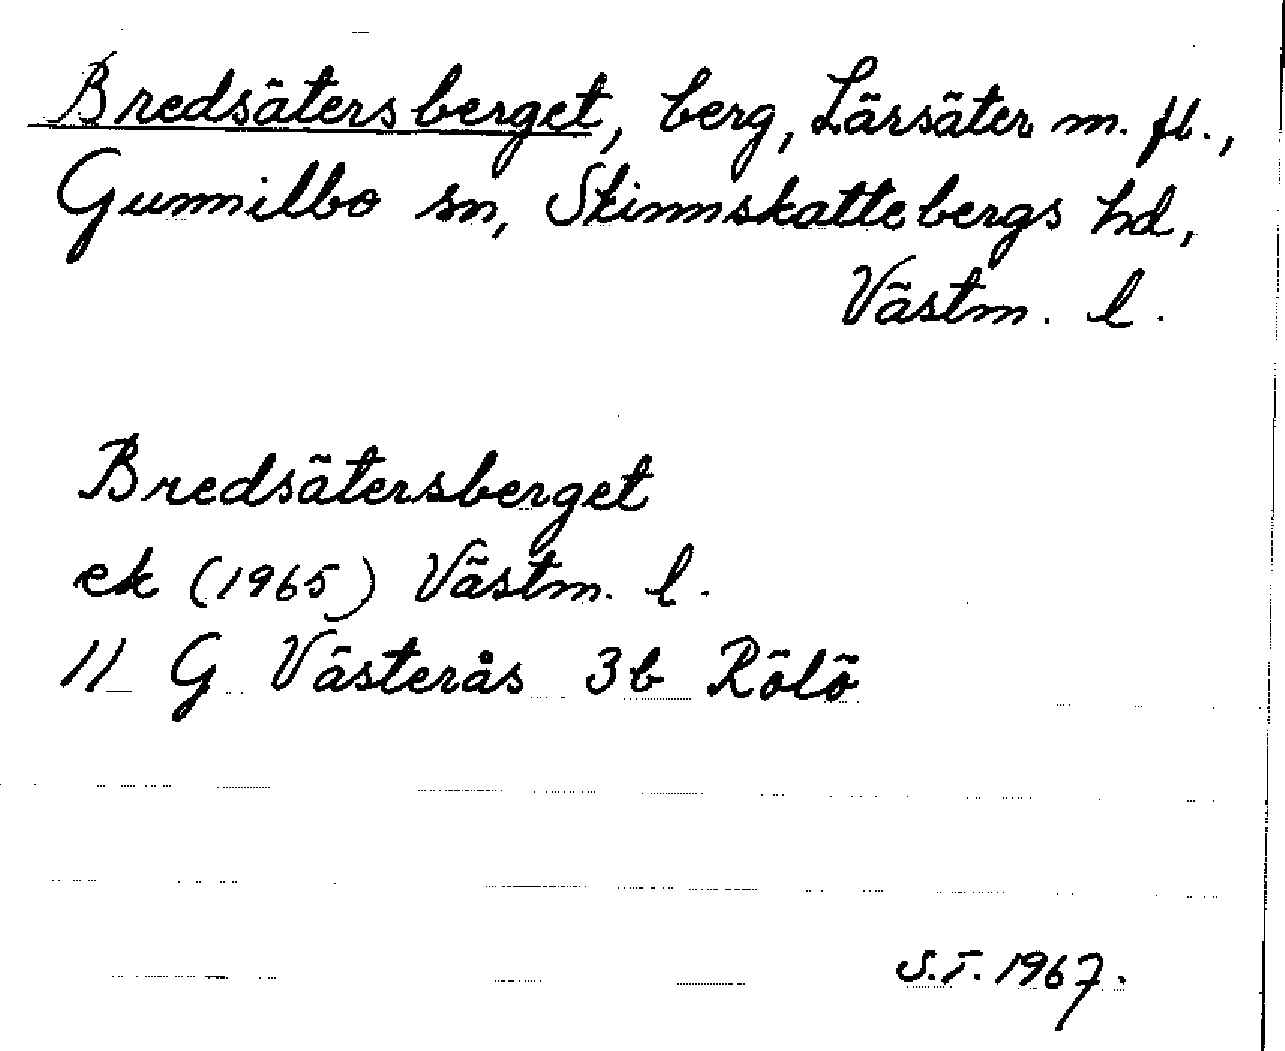 Bredsätersberget, berg, Lärsäter m. fl.,
Gunnilbo sn, Skinnskattebergs hd,
Västm. l.
Bredsätersberget
ek (1965) Västm. l.
11 G Västerås 3b Rölö
S.T. 1967.